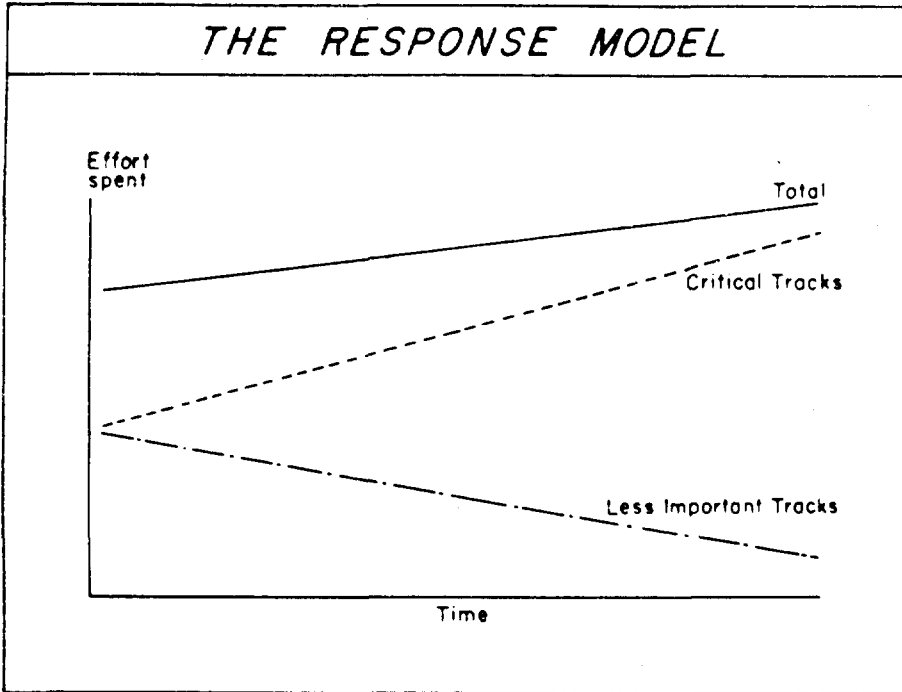 THE RESPONSE MODEL
Effort
spent
Total
Critical Tracks
Less Important Tracks
Time